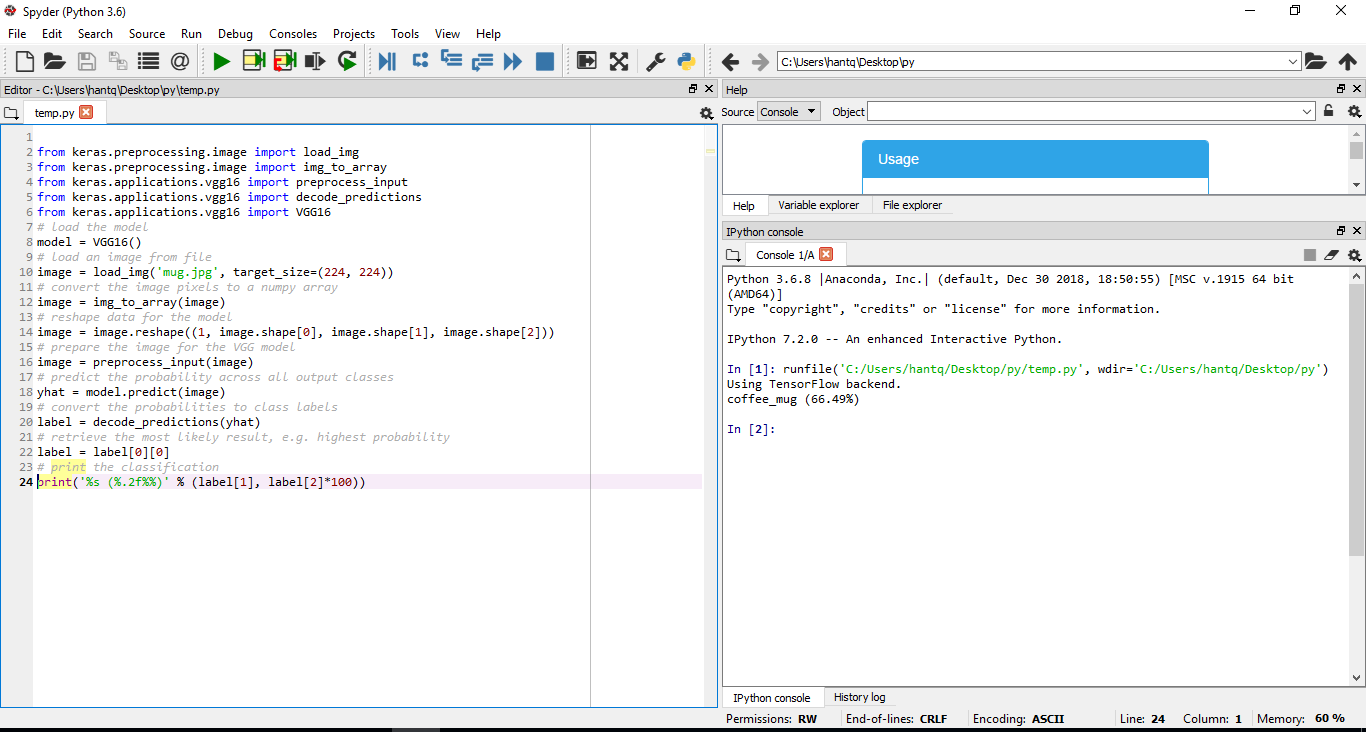 Spyder (Python 3.6)
File Edit Search Source Run Debug Consoles Projects Tools View Help
C:\Users\hantq\Desktop\py
Editor - C:\Users\hantq\Desktop\py\temp.py
temp.py
1
2 from keras.preprocessing.image import load_img
3 from keras.preprocessing.image import img_to_array
4 from keras.applications.vgg16 import preprocess_input
5 from keras.applications.vgg16 import decode_predictions
6 from keras.applications.vgg16 import VGG16
7 # load the model
8 model = VGG16()
9 # load an image from file
10 image = load_img('mug.jpg', target_size=(224, 224))
11 # convert the image pixels to a numpy array
12 image = img_to_array(image)
13 # reshape data for the model
14 image = image.reshape((1, image.shape[0], image.shape[1], image.shape[2]))
15 # prepare the image for the VGG model
16 image = preprocess_input(image)
17 # predict the probability across all output classes
18 yhat = model.predict(image)
19 # convert the probabilities to class labels
20 label = decode_predictions(yhat)
21 # retrieve the most likely result, e.g. highest probability
22 label = label[0][0]
23 # print the classification
24 print('%s (%.2f%%)' % (label[1], label[2]*100))
Help
Source Console Object
Usage
Help Variable explorer File explorer
IPython console
Console 1/A
Python 3.6.8 |Anaconda, Inc.| (default, Dec 30 2018, 18:50:55) [MSC v.1915 64 bit
(AMD64)]
Type "copyright", "credits" or "license" for more information.
IPython 7.2.0 -- An enhanced Interactive Python.
In [1]: runfile('C:/Users/hantq/Desktop/py/temp.py', wdir='C:/Users/hantq/Desktop/py')
Using TensorFlow backend.
coffee_mug (66.49%)
In [2]:
IPython console History log
Permissions: RW End-of-lines: CRLF Encoding: ASCII Line: 24 Column: 1 Memory: 60 %